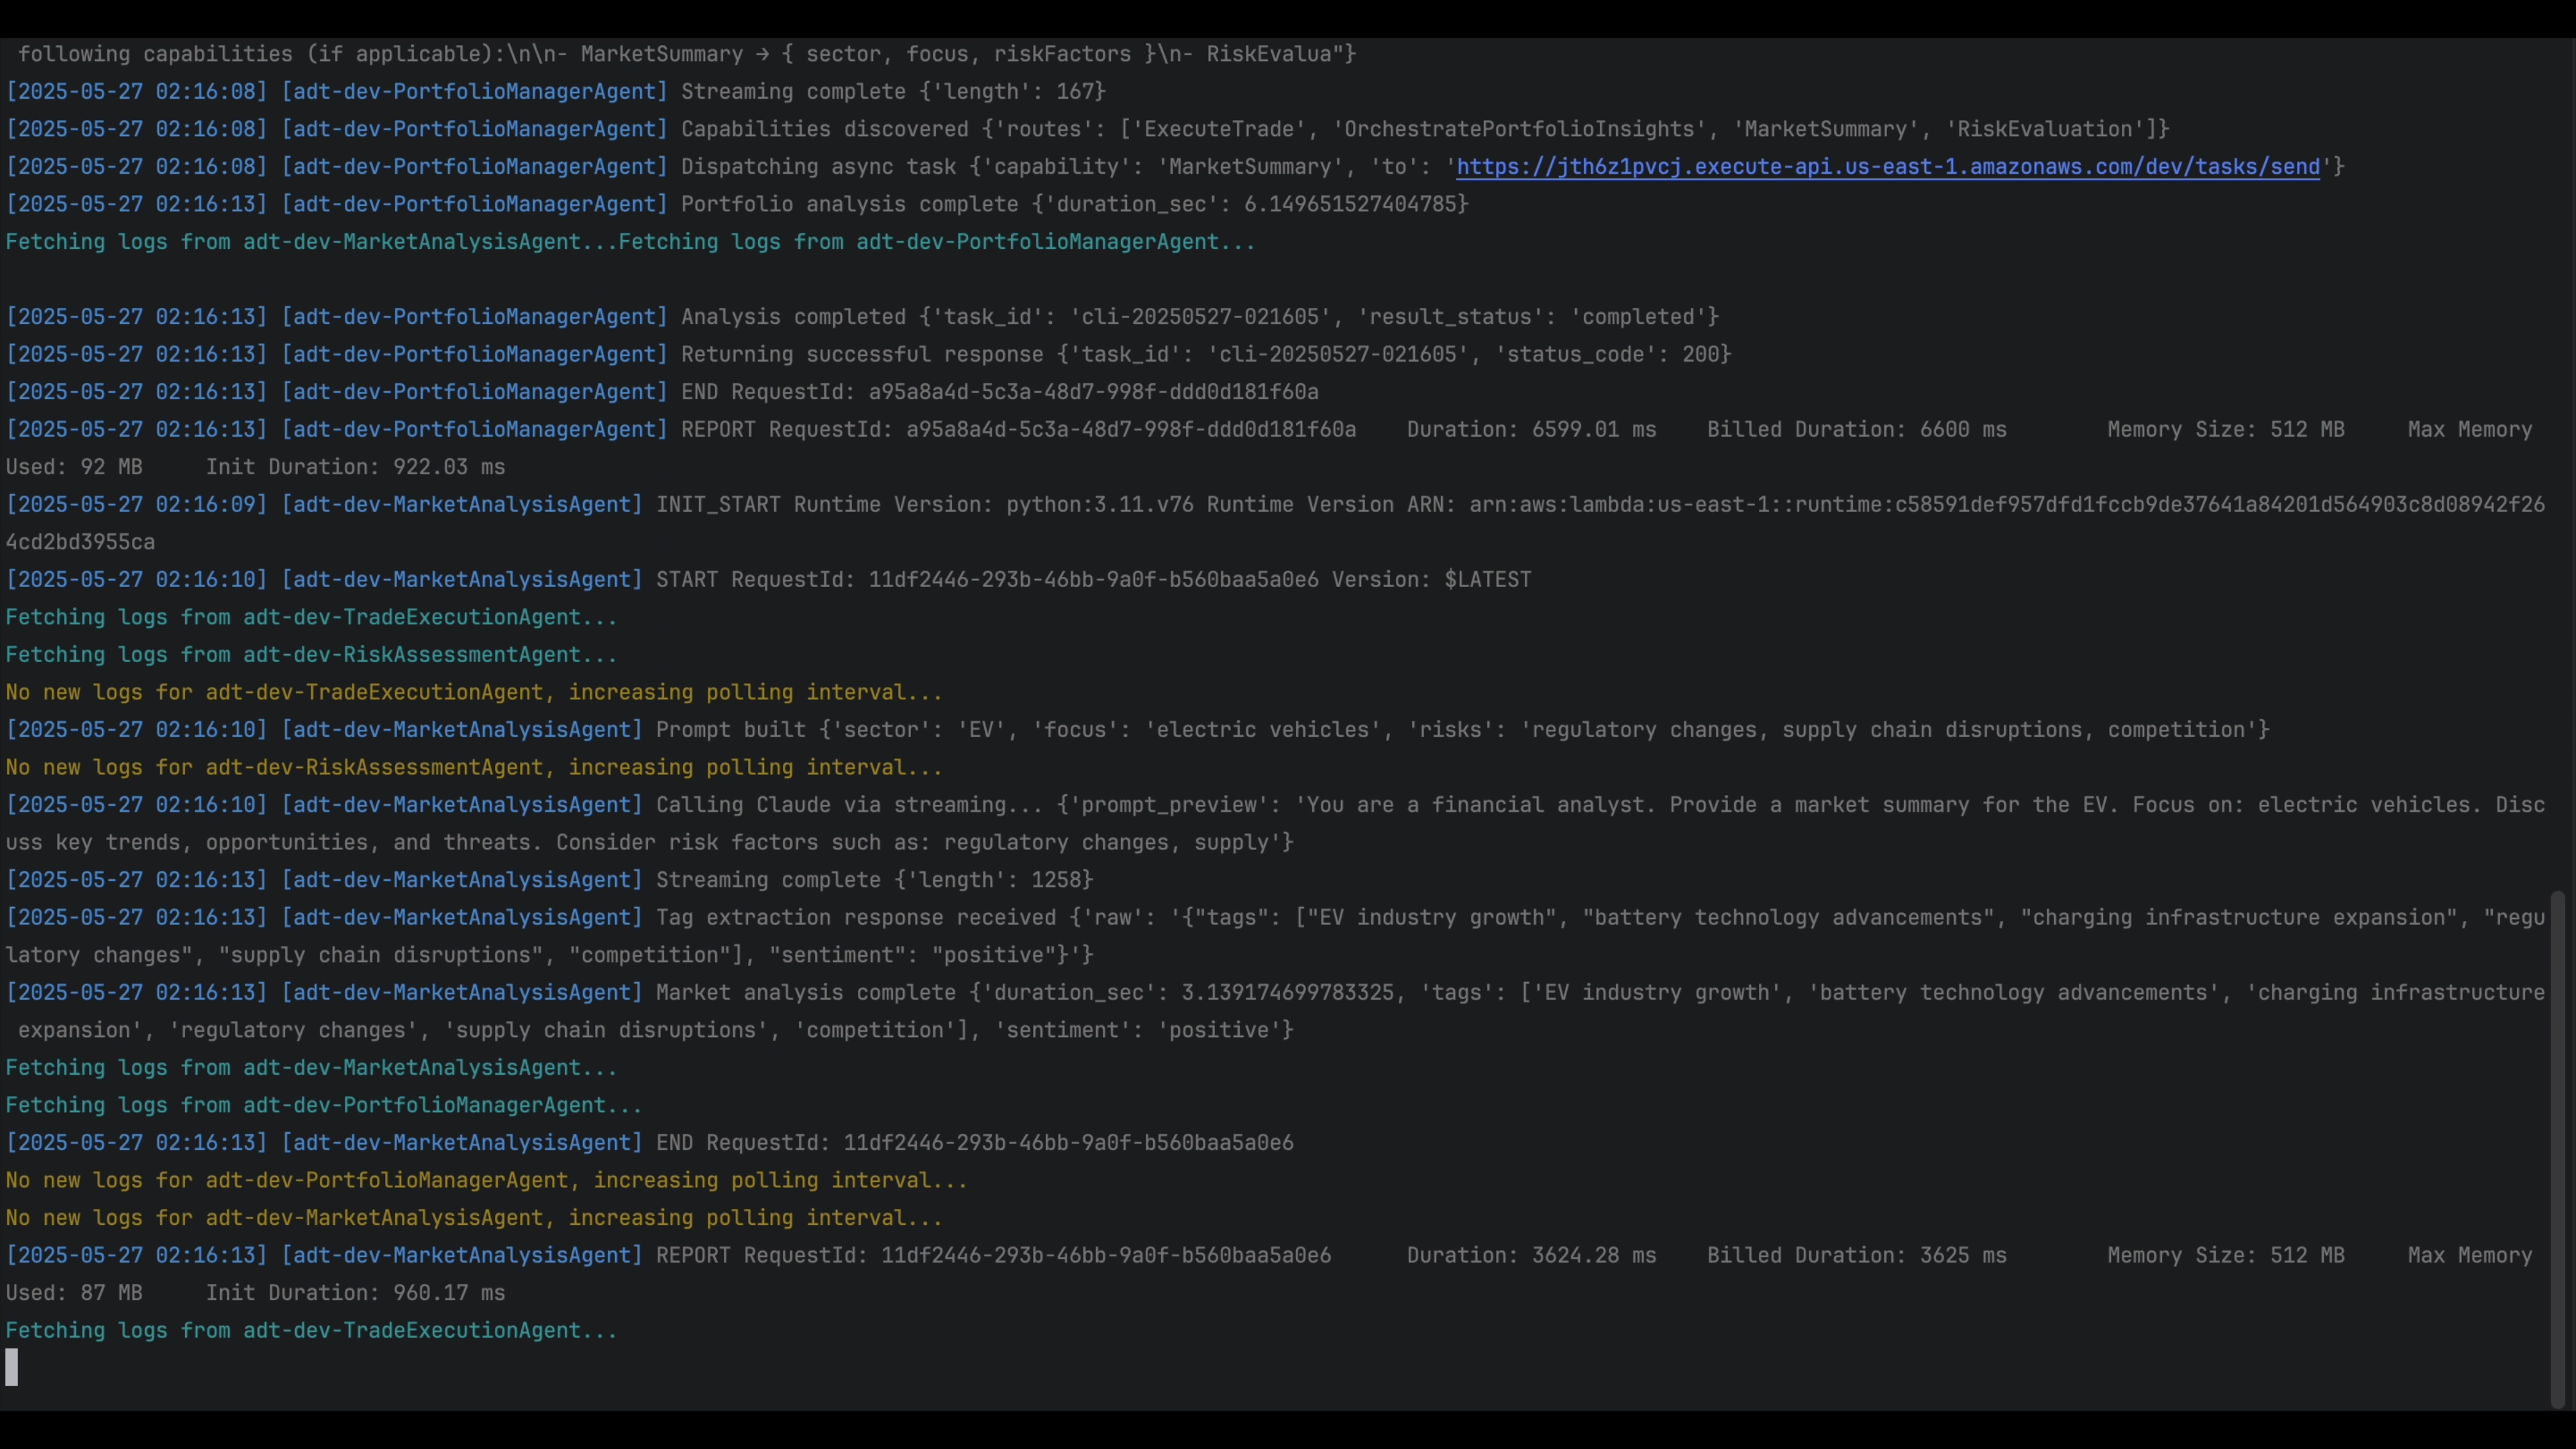 following capabilities (if applicable):\n\n- MarketSummary → { sector, focus, riskFactors }\n- RiskEvalua"}
[2025-05-27 02:16:08] [adt-dev-PortfolioManagerAgent] Streaming complete {'length': 167}
[2025-05-27 02:16:08] [adt-dev-PortfolioManagerAgent] Capabilities discovered {'routes': ['ExecuteTrade', 'OrchestratePortfolioInsights', 'MarketSummary', 'RiskEvaluation']}
[2025-05-27 02:16:08] [adt-dev-PortfolioManagerAgent] Dispatching async task {'capability': 'MarketSummary', 'to': 'https://jth6z1pvcj.execute-api.us-east-1.amazonaws.com/dev/tasks/send'}
[2025-05-27 02:16:13] [adt-dev-PortfolioManagerAgent] Portfolio analysis complete {'duration_sec': 6.149651527404785}
Fetching logs from adt-dev-MarketAnalysisAgent...Fetching logs from adt-dev-PortfolioManagerAgent...
[2025-05-27 02:16:13] [adt-dev-PortfolioManagerAgent] Analysis completed {'task_id': 'cli-20250527-021605', 'result_status': 'completed'}
[2025-05-27 02:16:13] [adt-dev-PortfolioManagerAgent] Returning successful response {'task_id': 'cli-20250527-021605', 'status_code': 200}
[2025-05-27 02:16:13] [adt-dev-PortfolioManagerAgent] END RequestId: a95a8a4d-5c3a-48d7-998f-ddd0d181f60a
[2025-05-27 02:16:13] [adt-dev-PortfolioManagerAgent] REPORT RequestId: a95a8a4d-5c3a-48d7-998f-ddd0d181f60a    Duration: 6599.01 ms    Billed Duration: 6600 ms        Memory Size: 512 MB     Max Memory
Used: 92 MB     Init Duration: 922.03 ms
[2025-05-27 02:16:09] [adt-dev-MarketAnalysisAgent] INIT_START Runtime Version: python:3.11.v76 Runtime Version ARN: arn:aws:lambda:us-east-1::runtime:c58591def957dfd1fccb9de37641a84201d564903c8d08942f26
4cd2bd3955ca
[2025-05-27 02:16:10] [adt-dev-MarketAnalysisAgent] START RequestId: 11df2446-293b-46bb-9a0f-b560baa5a0e6 Version: $LATEST
Fetching logs from adt-dev-TradeExecutionAgent...
Fetching logs from adt-dev-RiskAssessmentAgent...
No new logs for adt-dev-TradeExecutionAgent, increasing polling interval...
[2025-05-27 02:16:10] [adt-dev-MarketAnalysisAgent] Prompt built {'sector': 'EV', 'focus': 'electric vehicles', 'risks': 'regulatory changes, supply chain disruptions, competition'}
No new logs for adt-dev-RiskAssessmentAgent, increasing polling interval...
[2025-05-27 02:16:10] [adt-dev-MarketAnalysisAgent] Calling Claude via streaming... {'prompt_preview': 'You are a financial analyst. Provide a market summary for the EV. Focus on: electric vehicles. Disc
uss key trends, opportunities, and threats. Consider risk factors such as: regulatory changes, supply'}
[2025-05-27 02:16:13] [adt-dev-MarketAnalysisAgent] Streaming complete {'length': 1258}
[2025-05-27 02:16:13] [adt-dev-MarketAnalysisAgent] Tag extraction response received {'raw': '{"tags": ["EV industry growth", "battery technology advancements", "charging infrastructure expansion", "regu
latory changes", "supply chain disruptions", "competition"], "sentiment": "positive"}'}
[2025-05-27 02:16:13] [adt-dev-MarketAnalysisAgent] Market analysis complete {'duration_sec': 3.139174699783325, 'tags': ['EV industry growth', 'battery technology advancements', 'charging infrastructure
expansion', 'regulatory changes', 'supply chain disruptions', 'competition'], 'sentiment': 'positive'}
Fetching logs from adt-dev-MarketAnalysisAgent...
Fetching logs from adt-dev-PortfolioManagerAgent...
[2025-05-27 02:16:13] [adt-dev-MarketAnalysisAgent] END RequestId: 11df2446-293b-46bb-9a0f-b560baa5a0e6
No new logs for adt-dev-PortfolioManagerAgent, increasing polling interval...
No new logs for adt-dev-MarketAnalysisAgent, increasing polling interval...
[2025-05-27 02:16:13] [adt-dev-MarketAnalysisAgent] REPORT RequestId: 11df2446-293b-46bb-9a0f-b560baa5a0e6      Duration: 3624.28 ms    Billed Duration: 3625 ms        Memory Size: 512 MB     Max Memory
Used: 87 MB     Init Duration: 960.17 ms
Fetching logs from adt-dev-TradeExecutionAgent...